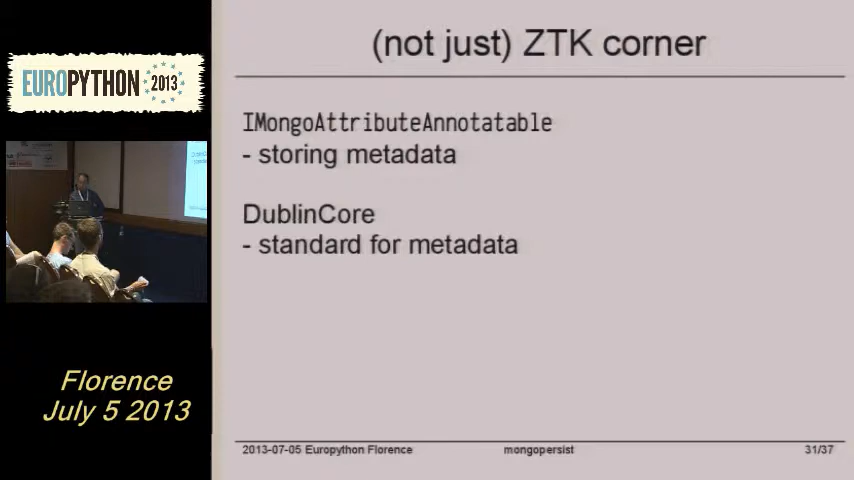 EUROPYTHON 2013
Florence
July 5 2013
(not just) ZTK corner
IMongoAttributeAnnotatable
- storing metadata
DublinCore
- standard for metadata
2013-07-05 Europython Florence mongopersist 31/37